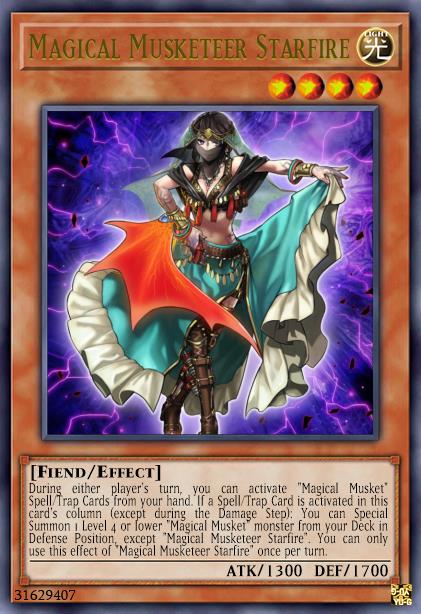 MAGICAL MUSKETEER STARFIRE
LIGHT
光
[FIEND/EFFECT]
During either player's turn, you can activate "Magical Musket"
Spell/Trap Cards from your hand. If a Spell/Trap Card is activated in this
card's column (except during the Damage Step): You can Special
Summon 1 Level 4 or lower "Magical Musket" monster from your Deck in
Defense Position, except "Magical Musketeer Starfire". You can only
use this effect of "Magical Musketeer Starfire" once per turn.
ATK/1300 DEF/1700
31629407